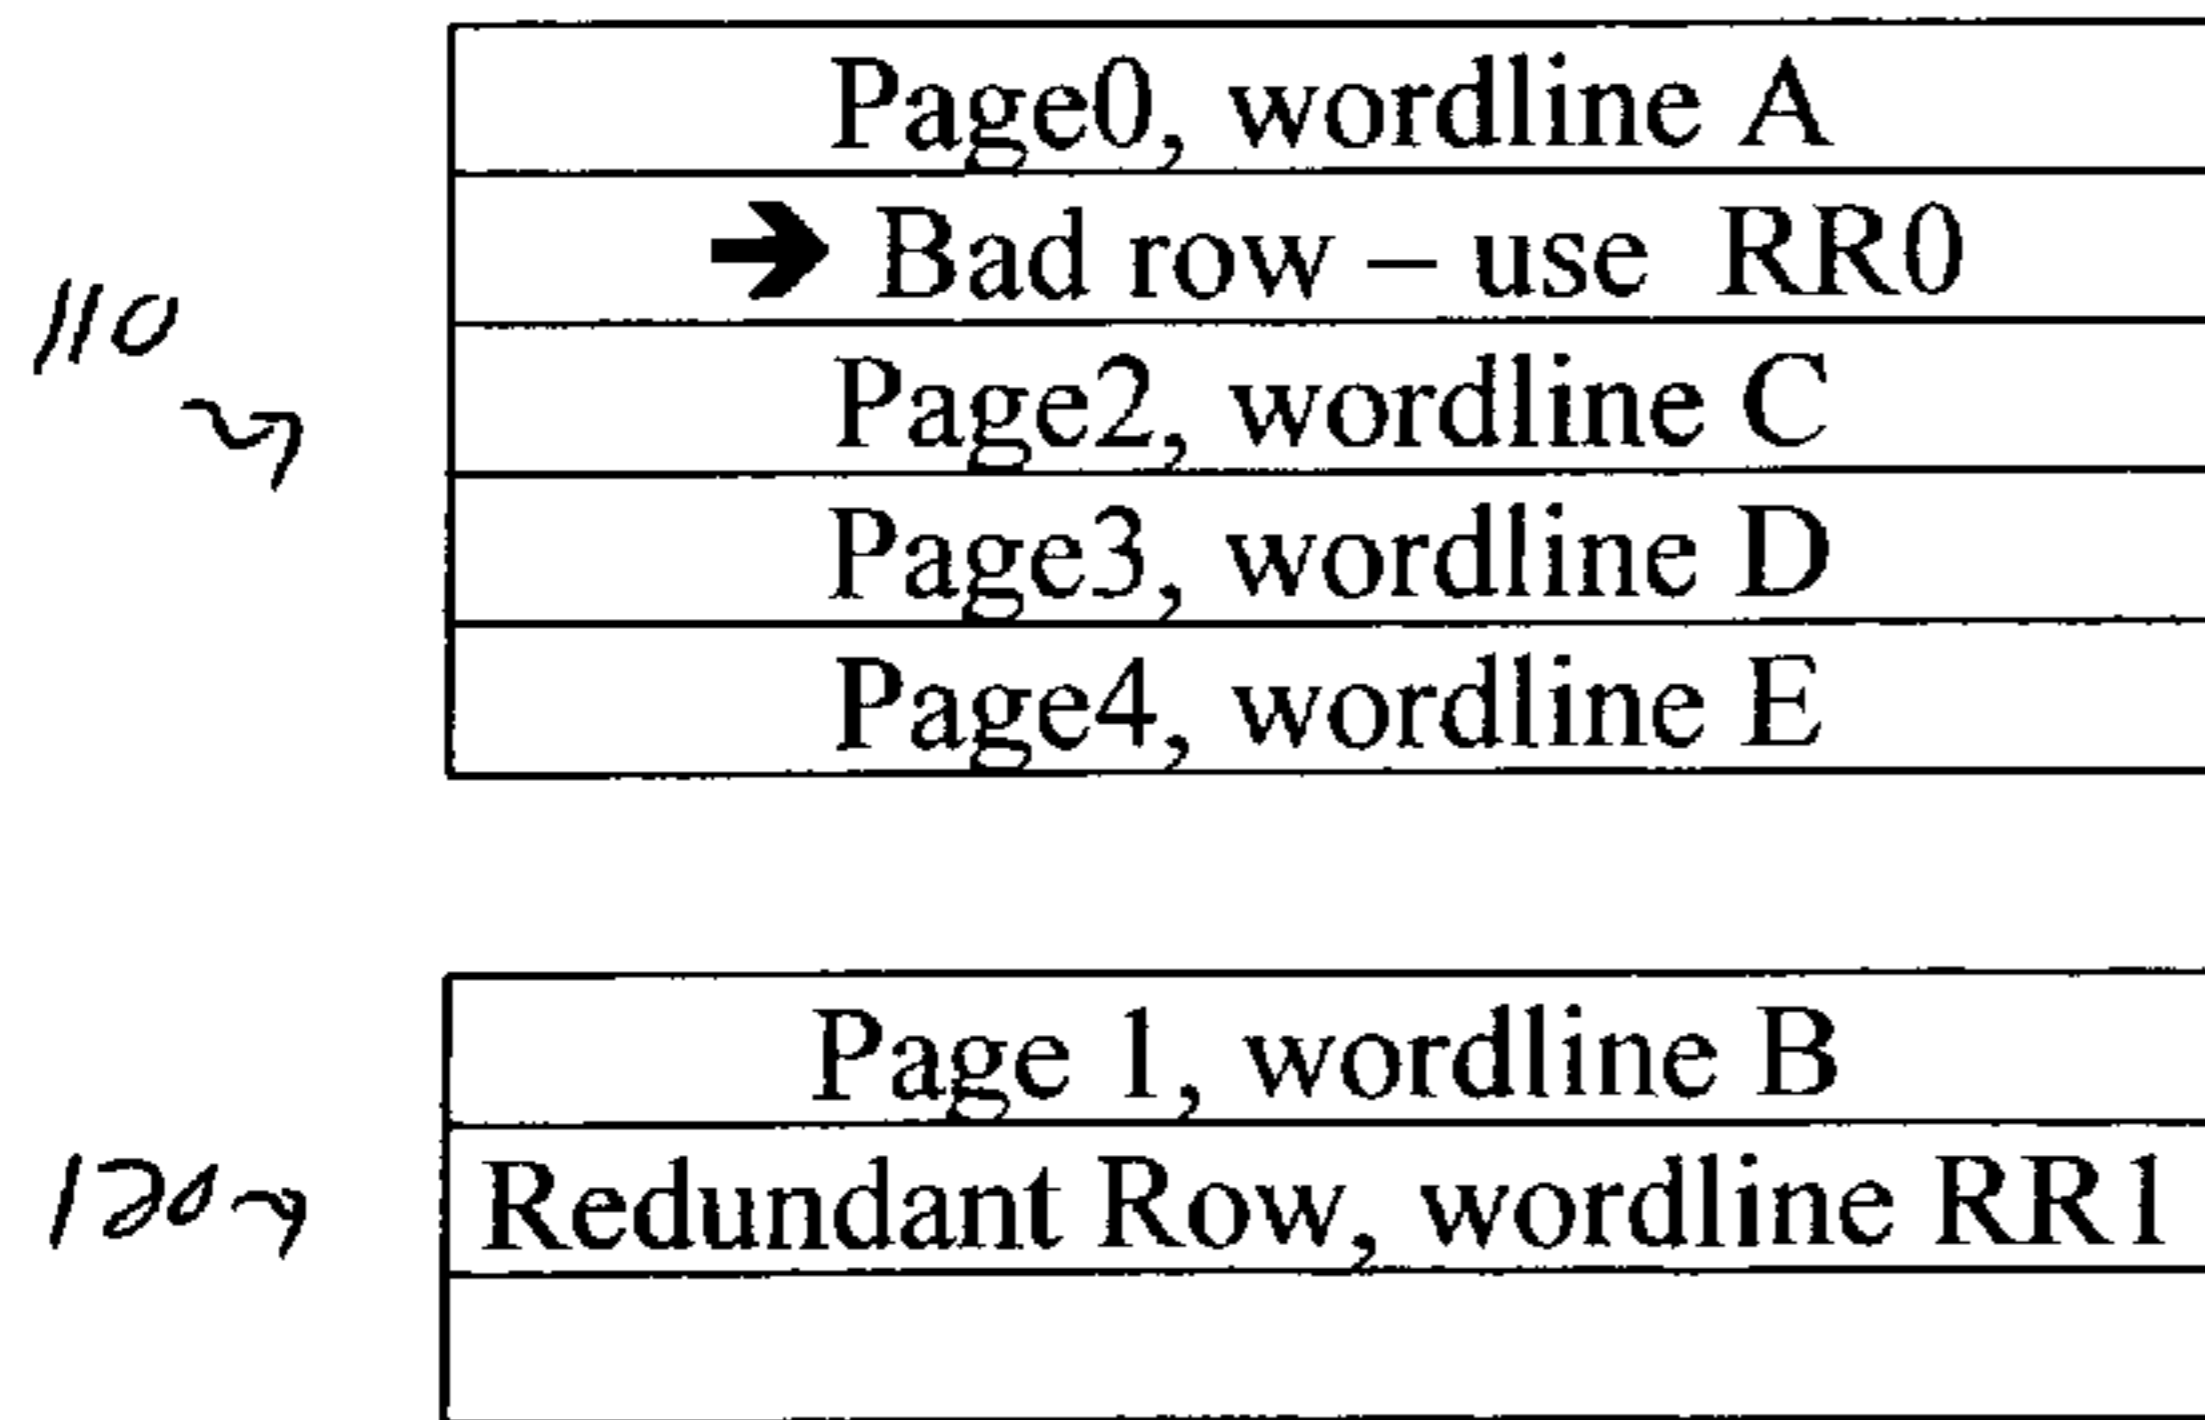 Page0, wordline A
➔ Bad row – use RR0
110
Page2, wordline C
Page3, wordline D
Page4, wordline E
Page 1, wordline B
120
Redundant Row, wordline RR1